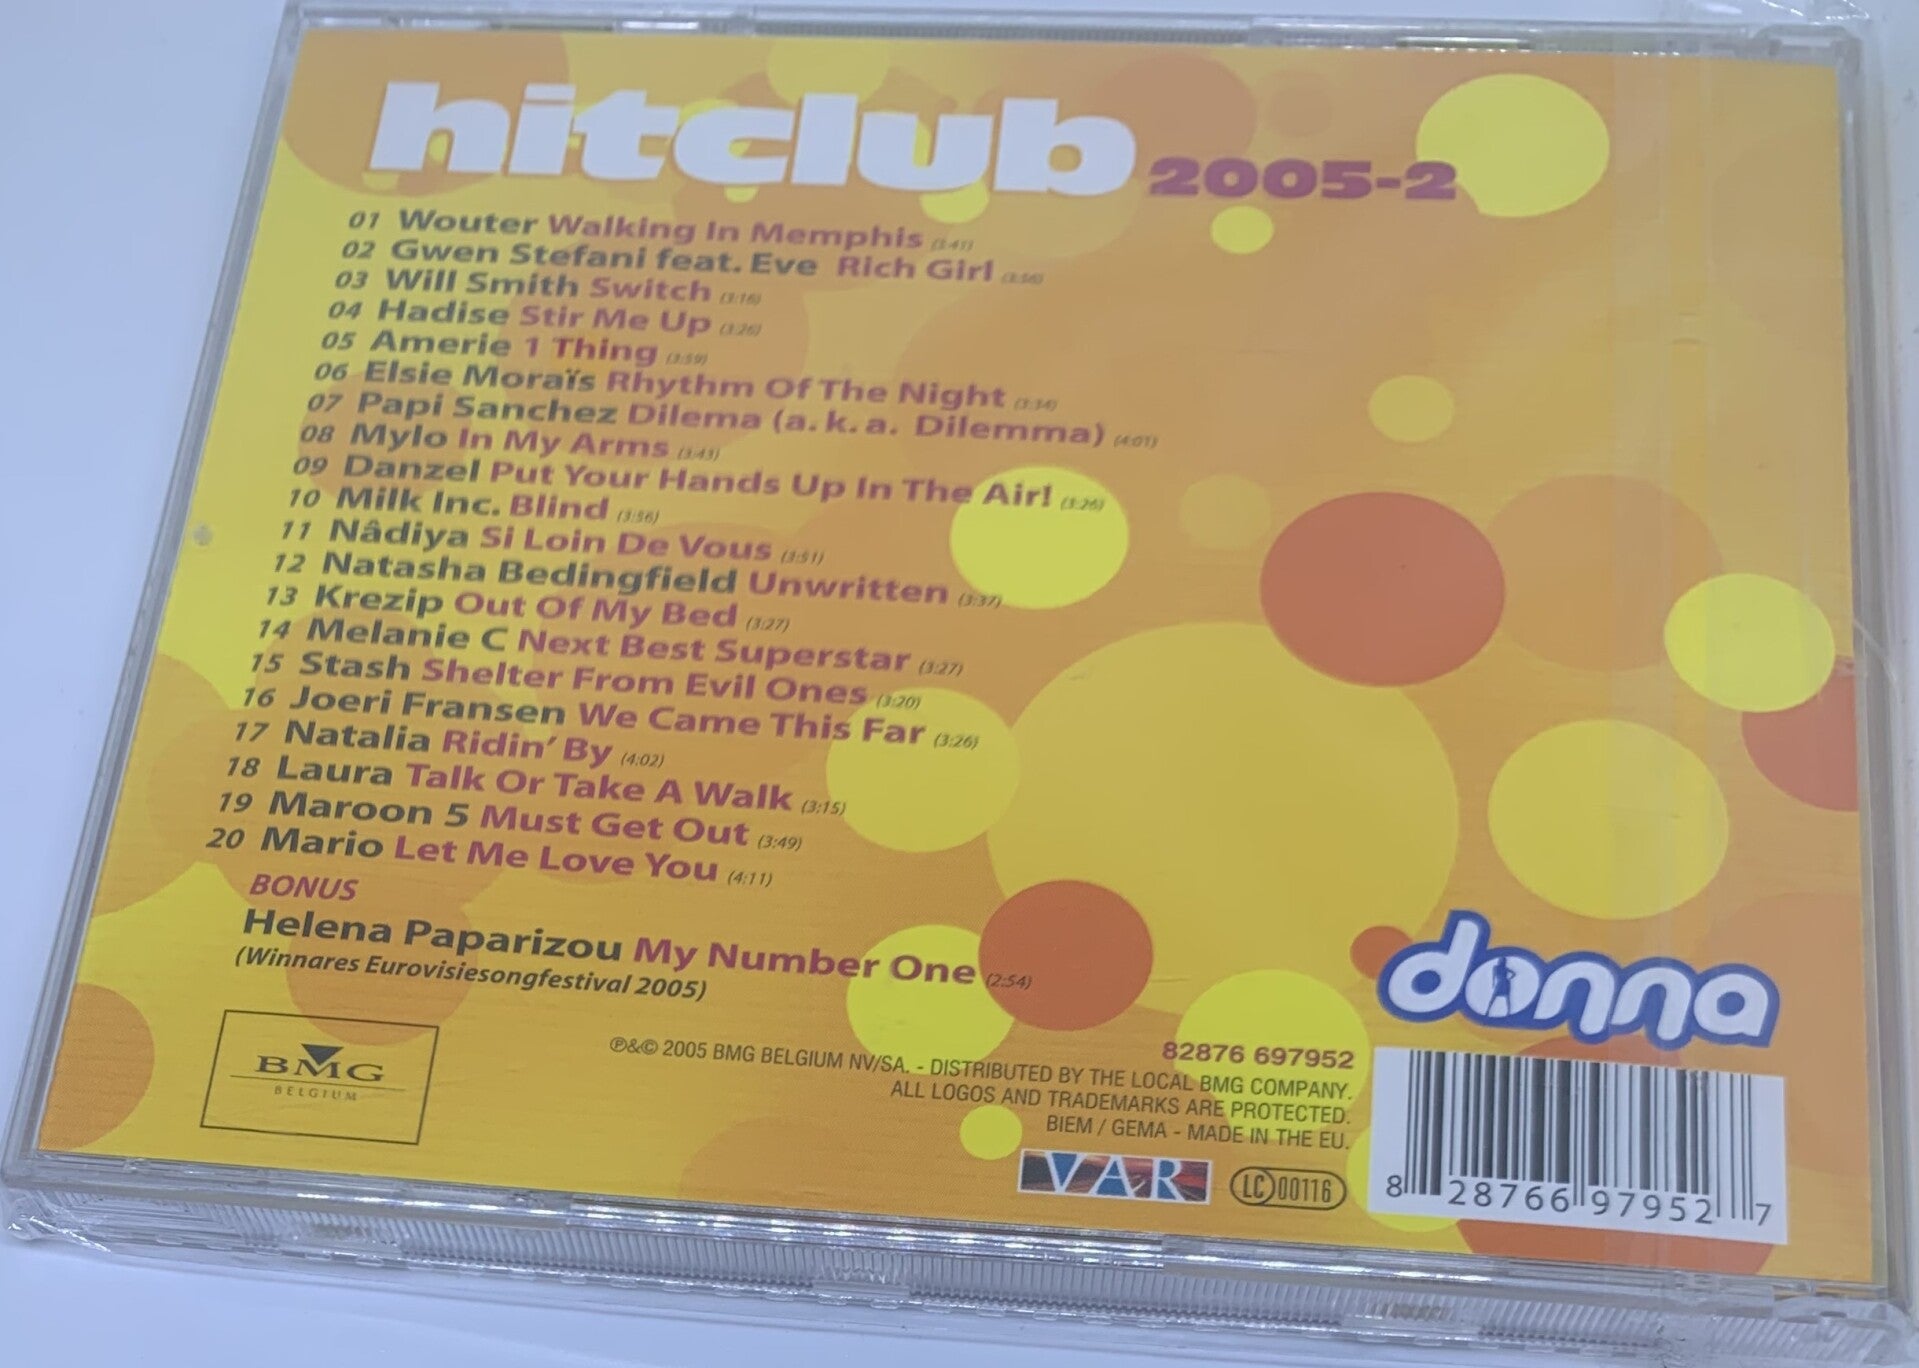 hitclub 2005-2
01 Wouter Walking In Memphis (3:41)
02 Gwen Stefani feat. Eve Rich Girl (3:56)
03 Will Smith Switch (3:16)
04 Hadise Stir Me Up (3:26)
05 Amerie 1 Thing (3:59)
06 Elsie Moraïs Rhythm Of The Night (3:34)
07 Papi Sanchez Dilema (a.k.a. Dilemma) (4:01)
08 Mylo In My Arms (3:43)
09 Danzel Put Your Hands Up In The Air! (3:26)
10 Milk Inc. Blind (3:56)
11 Nâdiya Si Loin De Vous (3:51)
12 Natasha Bedingfield Unwritten (3:37)
13 Krezip Out Of My Bed (3:27)
14 Melanie C Next Best Superstar (3:27)
15 Stash Shelter From Evil Ones (3:20)
16 Joeri Fransen We Came This Far (3:26)
17 Natalia Ridin' By (4:02)
18 Laura Talk Or Take A Walk (3:15)
19 Maroon 5 Must Get Out (3:49)
20 Mario Let Me Love You (4:11)
BONUS
Helena Paparizou My Number One (2:54)
(Winnares Eurovisiesongfestival 2005)
donna
BMG
BELGIUM
82876 697952
℗&© 2005 BMG BELGIUM NV/SA. - DISTRIBUTED BY THE LOCAL BMG COMPANY.
ALL LOGOS AND TRADEMARKS ARE PROTECTED.
BIEM / GEMA - MADE IN THE EU.
VAR
LC 00116
8 28766 97952 7